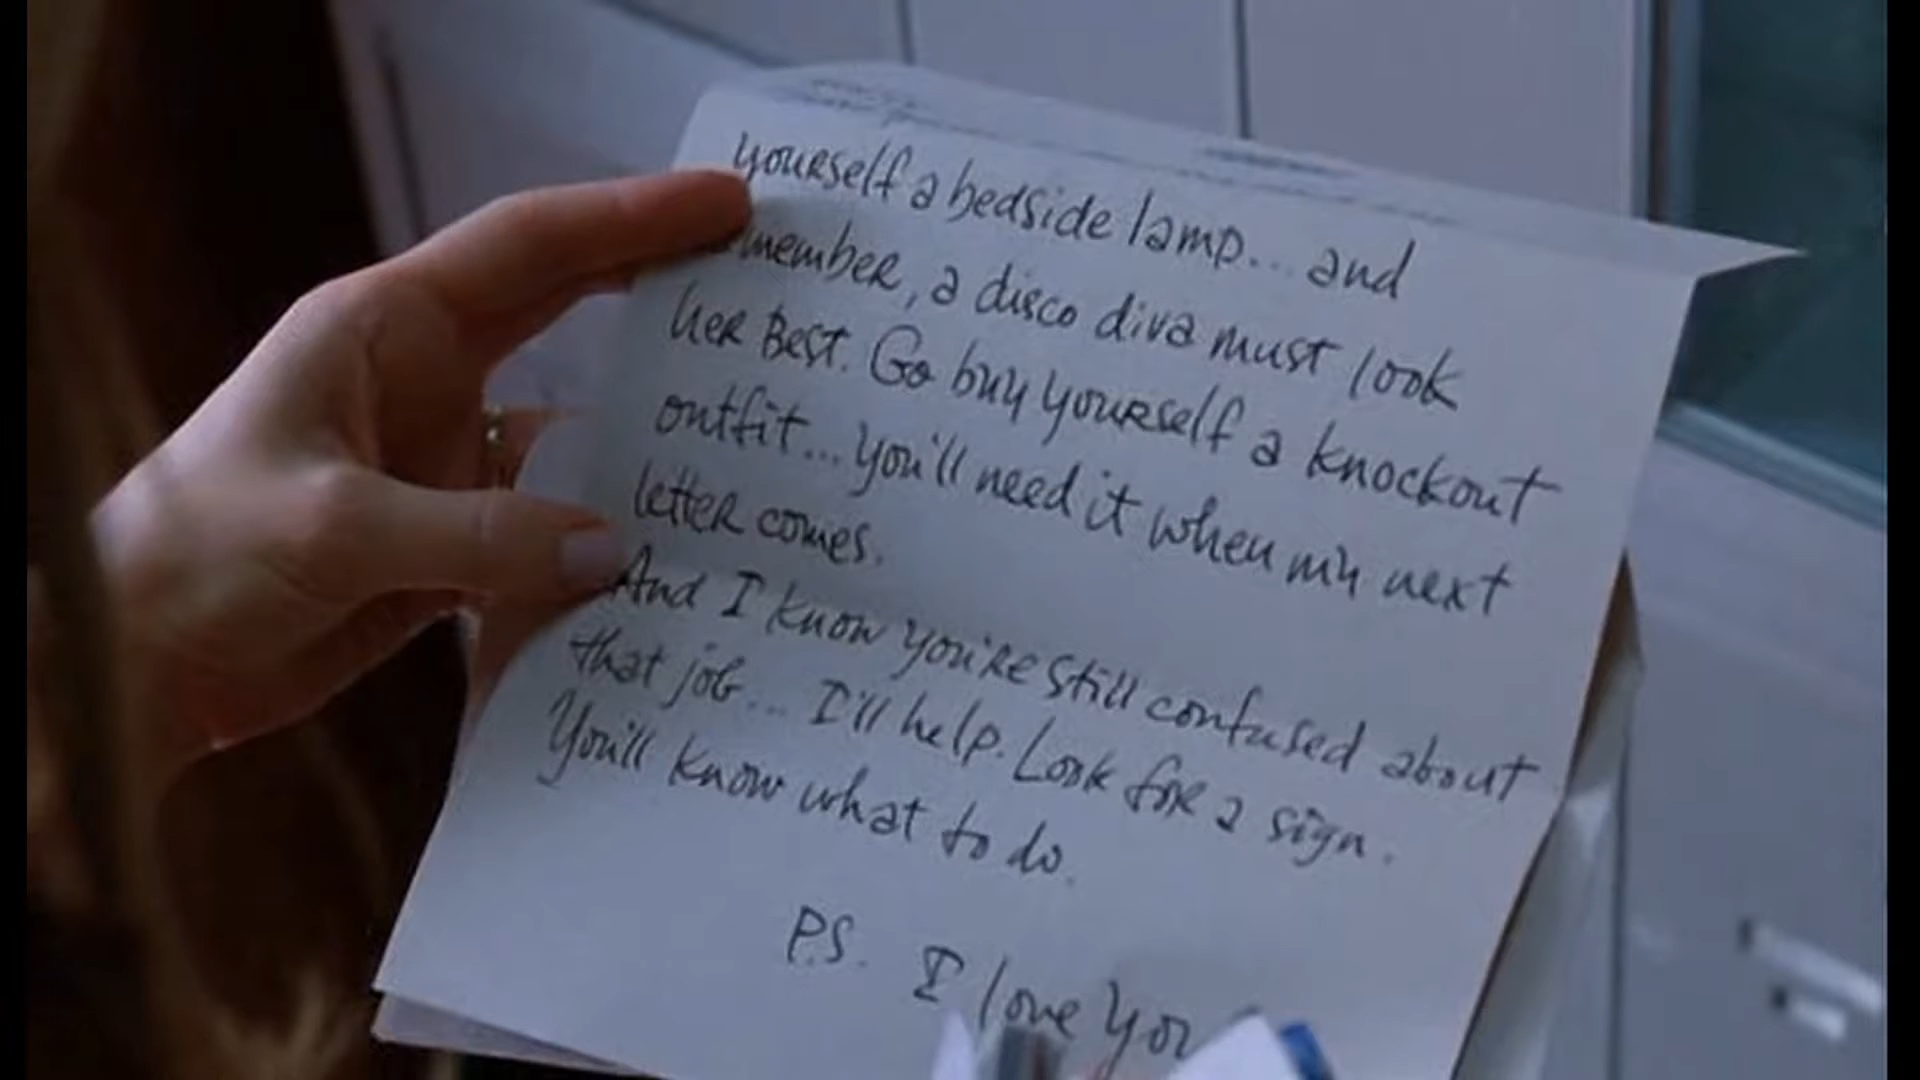 yourself a bedside lamp... and
remember, a disco diva must look
her Best. Go buy yourself a knockout
outfit... you'll need it when my next
letter comes.
And I know you're still confused about
that job... I'll help. Look for a sign.
You'll know what to do.
P.S. I love you